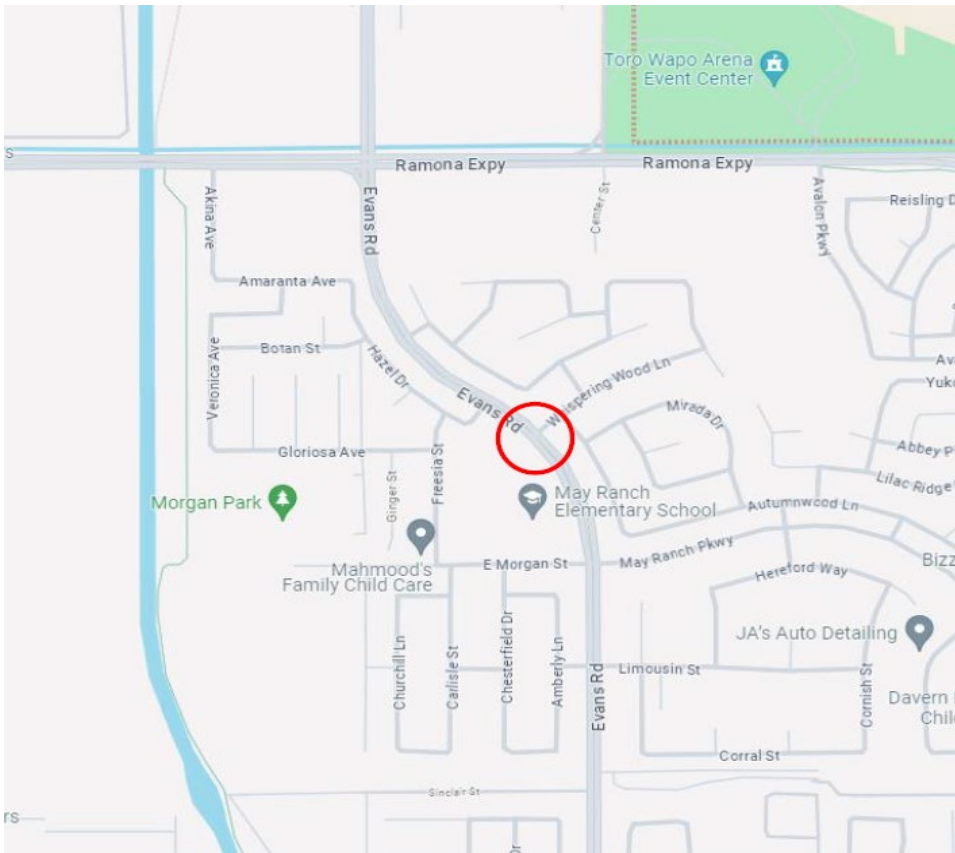 Toro Wapo Arena
Event Center
s
Ramona Expy
Ramona Expy
Akina Ave
Evans Rd
Center St
Avalon Pkwy
Reisling D
Amaranta Ave
Botan St
Veronica Ave
Hazel Dr
Evans Rd
Whispering Wood Ln
Mirada Dr
Av
Yuk
Abbey P
Lilac Ridge
Gloriosa Ave
Freesia St
Ginger St
Morgan Park
May Ranch
Elementary School
Autumnwood Ln
Mahmood's
Family Child Care
E Morgan St
May Ranch Pkwy
Hereford Way
Bizz
JA's Auto Detailing
Churchill Ln
Carlisle St
Chesterfield Dr
Amberly Ln
Evans Rd
Limousin St
Cornish St
Davern
Chil
Corral St
Sinclair St
rs
Dr